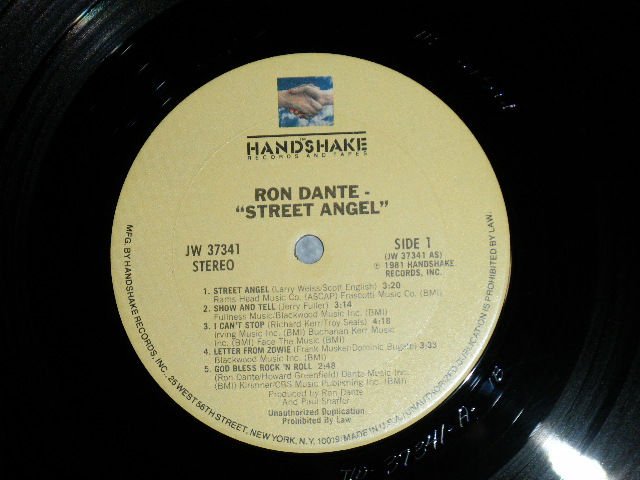 THE
HANDSHAKE
RECORDS AND TAPES
RON DANTE -
"STREET ANGEL"
JW 37341
STEREO
SIDE 1
(JW 37341 AS)
℗ 1981 HANDSHAKE
RECORDS, INC.
1. STREET ANGEL (Larry Weiss/Scott English) 3:20
Rams Head Music Co. (ASCAP) Frascotti Music Co. (BMI)
2. SHOW AND TELL (Jerry Fuller) 3:14
Fullness Music/Blackwood Music Inc. (BMI)
3. I CAN'T STOP (Richard Kerr/Troy Seals) 4:18
Irving Music Inc. (BMI) Buchanan Kerr Music
Inc. (BMI) Face The Music (BMI)
4. LETTER FROM ZOWIE (Frank Musker/Dominic Bugatti) 3:33
Blackwood Music Inc. (BMI)
5. GOD BLESS ROCK 'N ROLL 2:48
(Ron Dante/Howard Greenfield) Dante Music Inc.
(BMI) Kirshner/CBS Music Publishing Inc. (BMI)
Produced by Ron Dante
and Paul Shaffer
Unauthorized Duplication
Prohibited By Law
MFG. BY HANDSHAKE RECORDS, INC., 25 WEST 56TH STREET, NEW YORK, N.Y. 10019/MADE IN U.S.A./UNAUTHORIZED DUPLICATION IS PROHIBITED BY LAW.
37341-A-